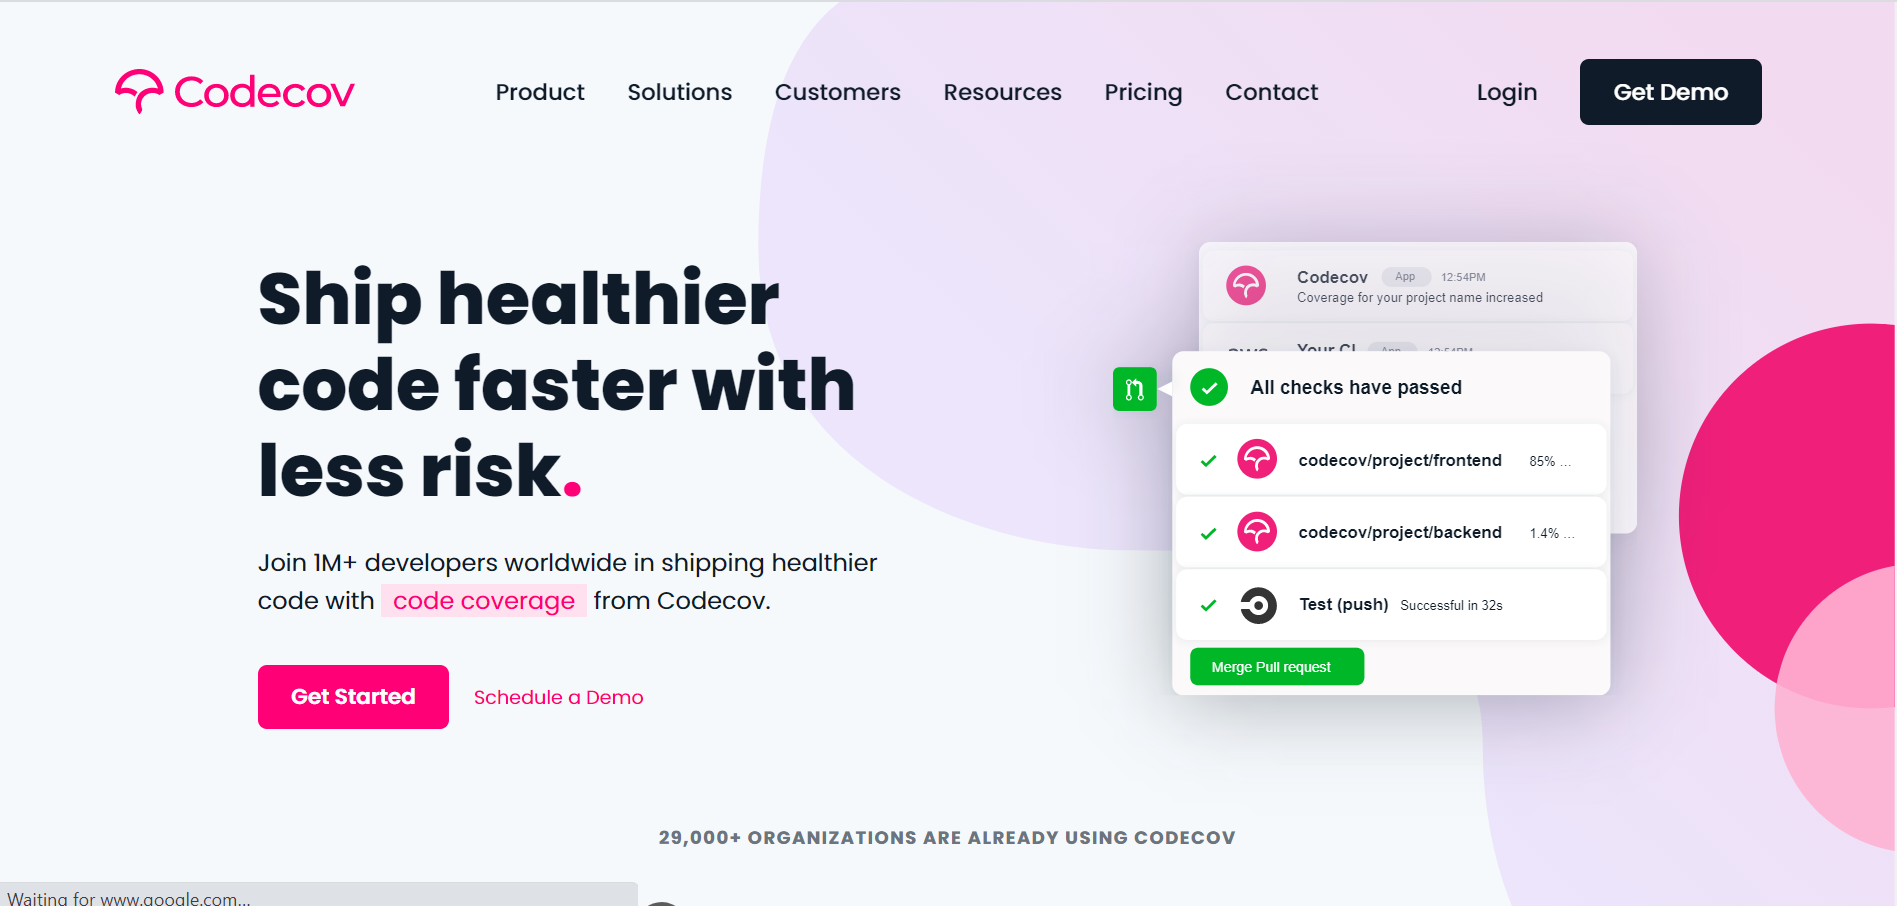 Codecov
Product Solutions Customers Resources Pricing Contact Login Get Demo
Ship healthier
code faster with
less risk.
Join 1M+ developers worldwide in shipping healthier
code with code coverage from Codecov.
Get Started Schedule a Demo
Codecov App 12:54PM
Coverage for your project name increased
Your CI App 12:54PM
All checks have passed
codecov/project/frontend 85% ...
codecov/project/backend 1.4% ...
Test (push) Successful in 32s
Merge Pull request
29,000+ ORGANIZATIONS ARE ALREADY USING CODECOV
Waiting for www.google.com...